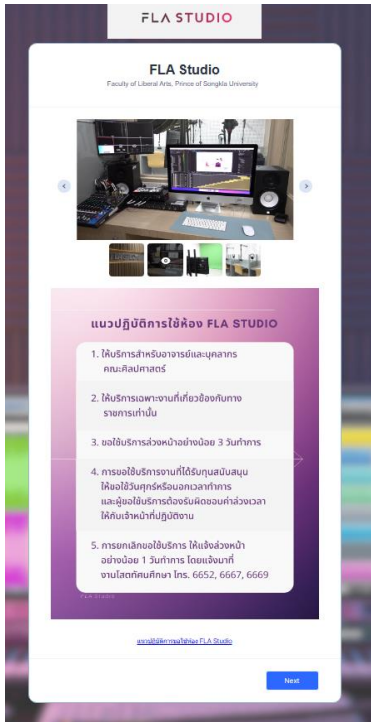 FLA STUDIO
FLA Studio
Faculty of Liberal Arts, Prince of Songkla University
แนวปฏิบัติการใช้ห้อง FLA STUDIO
1. ให้บริการสำหรับอาจารย์และบุคลากร
คณะศิลปศาสตร์
2. ให้บริการเฉพาะงานที่เกี่ยวข้องกับทาง
ราชการเท่านั้น
3. ขอใช้บริการล่วงหน้าอย่างน้อย 3 วันทำการ
4. การขอใช้บริการงานที่ได้รับทุนสนับสนุน
ให้ขอใช้วันศุกร์หรือนอกเวลาทำการ
และผู้ขอใช้บริการต้องรับผิดชอบค่าล่วงเวลา
ให้กับเจ้าหน้าที่ปฏิบัติงาน
5. การยกเลิกขอใช้บริการ ให้แจ้งล่วงหน้า
อย่างน้อย 1 วันทำการ โดยแจ้งมาที่
งานโสตทัศนศึกษา โทร. 6652, 6667, 6669
FLA Studio
แนวปฏิบัติการขอใช้ห้อง FLA Studio
Next